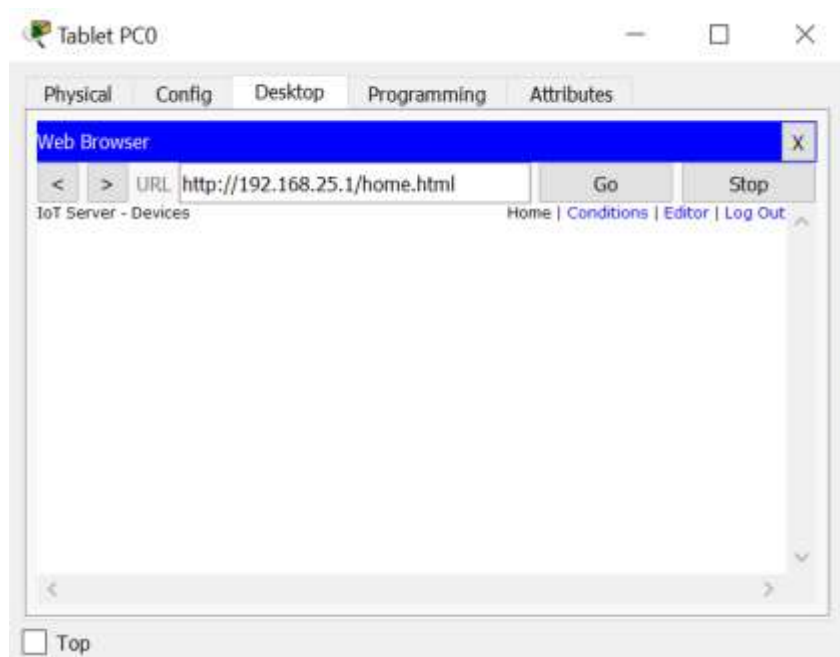 Tablet PC0
Physical Config Desktop Programming Attributes
Web Browser X
< > URL http://192.168.25.1/home.html Go Stop
IoT Server - Devices Home | Conditions | Editor | Log Out
Top